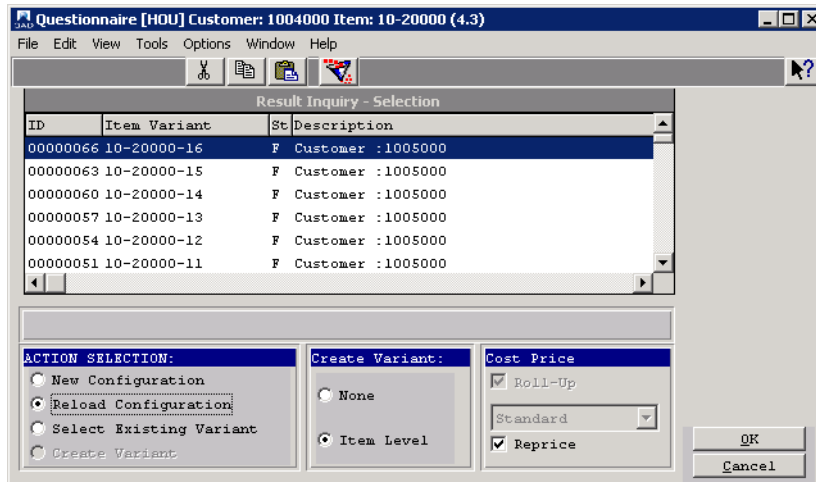 Questionnaire [HOU] Customer: 1004000 Item: 10-20000 (4.3)
File Edit View Tools Options Window Help
Result Inquiry - Selection
ID Item Variant St Description
00000066 10-20000-16 F Customer :1005000
00000063 10-20000-15 F Customer :1005000
00000060 10-20000-14 F Customer :1005000
00000057 10-20000-13 F Customer :1005000
00000054 10-20000-12 F Customer :1005000
00000051 10-20000-11 F Customer :1005000
ACTION SELECTION:
New Configuration
Reload Configuration
Select Existing Variant
Create Variant
Create Variant:
None
Item Level
Cost Price
Roll-Up
Standard
Reprice
OK
Cancel